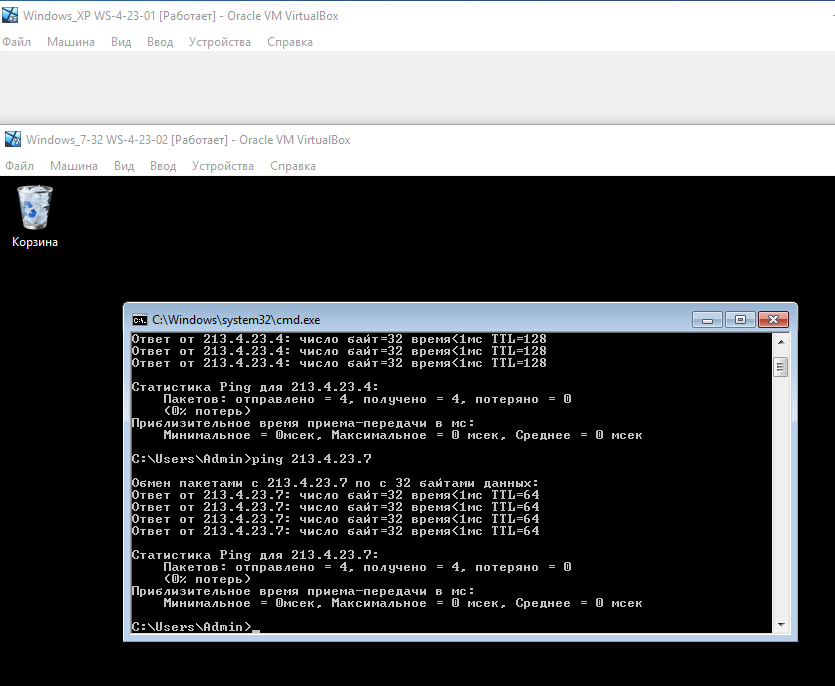 Windows_XP WS-4-23-01 [Работает] - Oracle VM VirtualBox
Файл Машина Вид Ввод Устройства Справка
Windows_7-32 WS-4-23-02 [Работает] - Oracle VM VirtualBox
Файл Машина Вид Ввод Устройства Справка
Корзина
C:\Windows\system32\cmd.exe
Ответ от 213.4.23.4: число байт=32 время<1мс TTL=128
Ответ от 213.4.23.4: число байт=32 время<1мс TTL=128
Ответ от 213.4.23.4: число байт=32 время<1мс TTL=128
Статистика Ping для 213.4.23.4:
Пакетов: отправлено = 4, получено = 4, потеряно = 0
(0% потерь)
Приблизительное время приема-передачи в мс:
Минимальное = 0мсек, Максимальное = 0 мсек, Среднее = 0 мсек
C:\Users\Admin>ping 213.4.23.7
Обмен пакетами с 213.4.23.7 по с 32 байтами данных:
Ответ от 213.4.23.7: число байт=32 время<1мс TTL=64
Ответ от 213.4.23.7: число байт=32 время<1мс TTL=64
Ответ от 213.4.23.7: число байт=32 время<1мс TTL=64
Ответ от 213.4.23.7: число байт=32 время<1мс TTL=64
Статистика Ping для 213.4.23.7:
Пакетов: отправлено = 4, получено = 4, потеряно = 0
(0% потерь)
Приблизительное время приема-передачи в мс:
Минимальное = 0мсек, Максимальное = 0 мсек, Среднее = 0 мсек
C:\Users\Admin>_